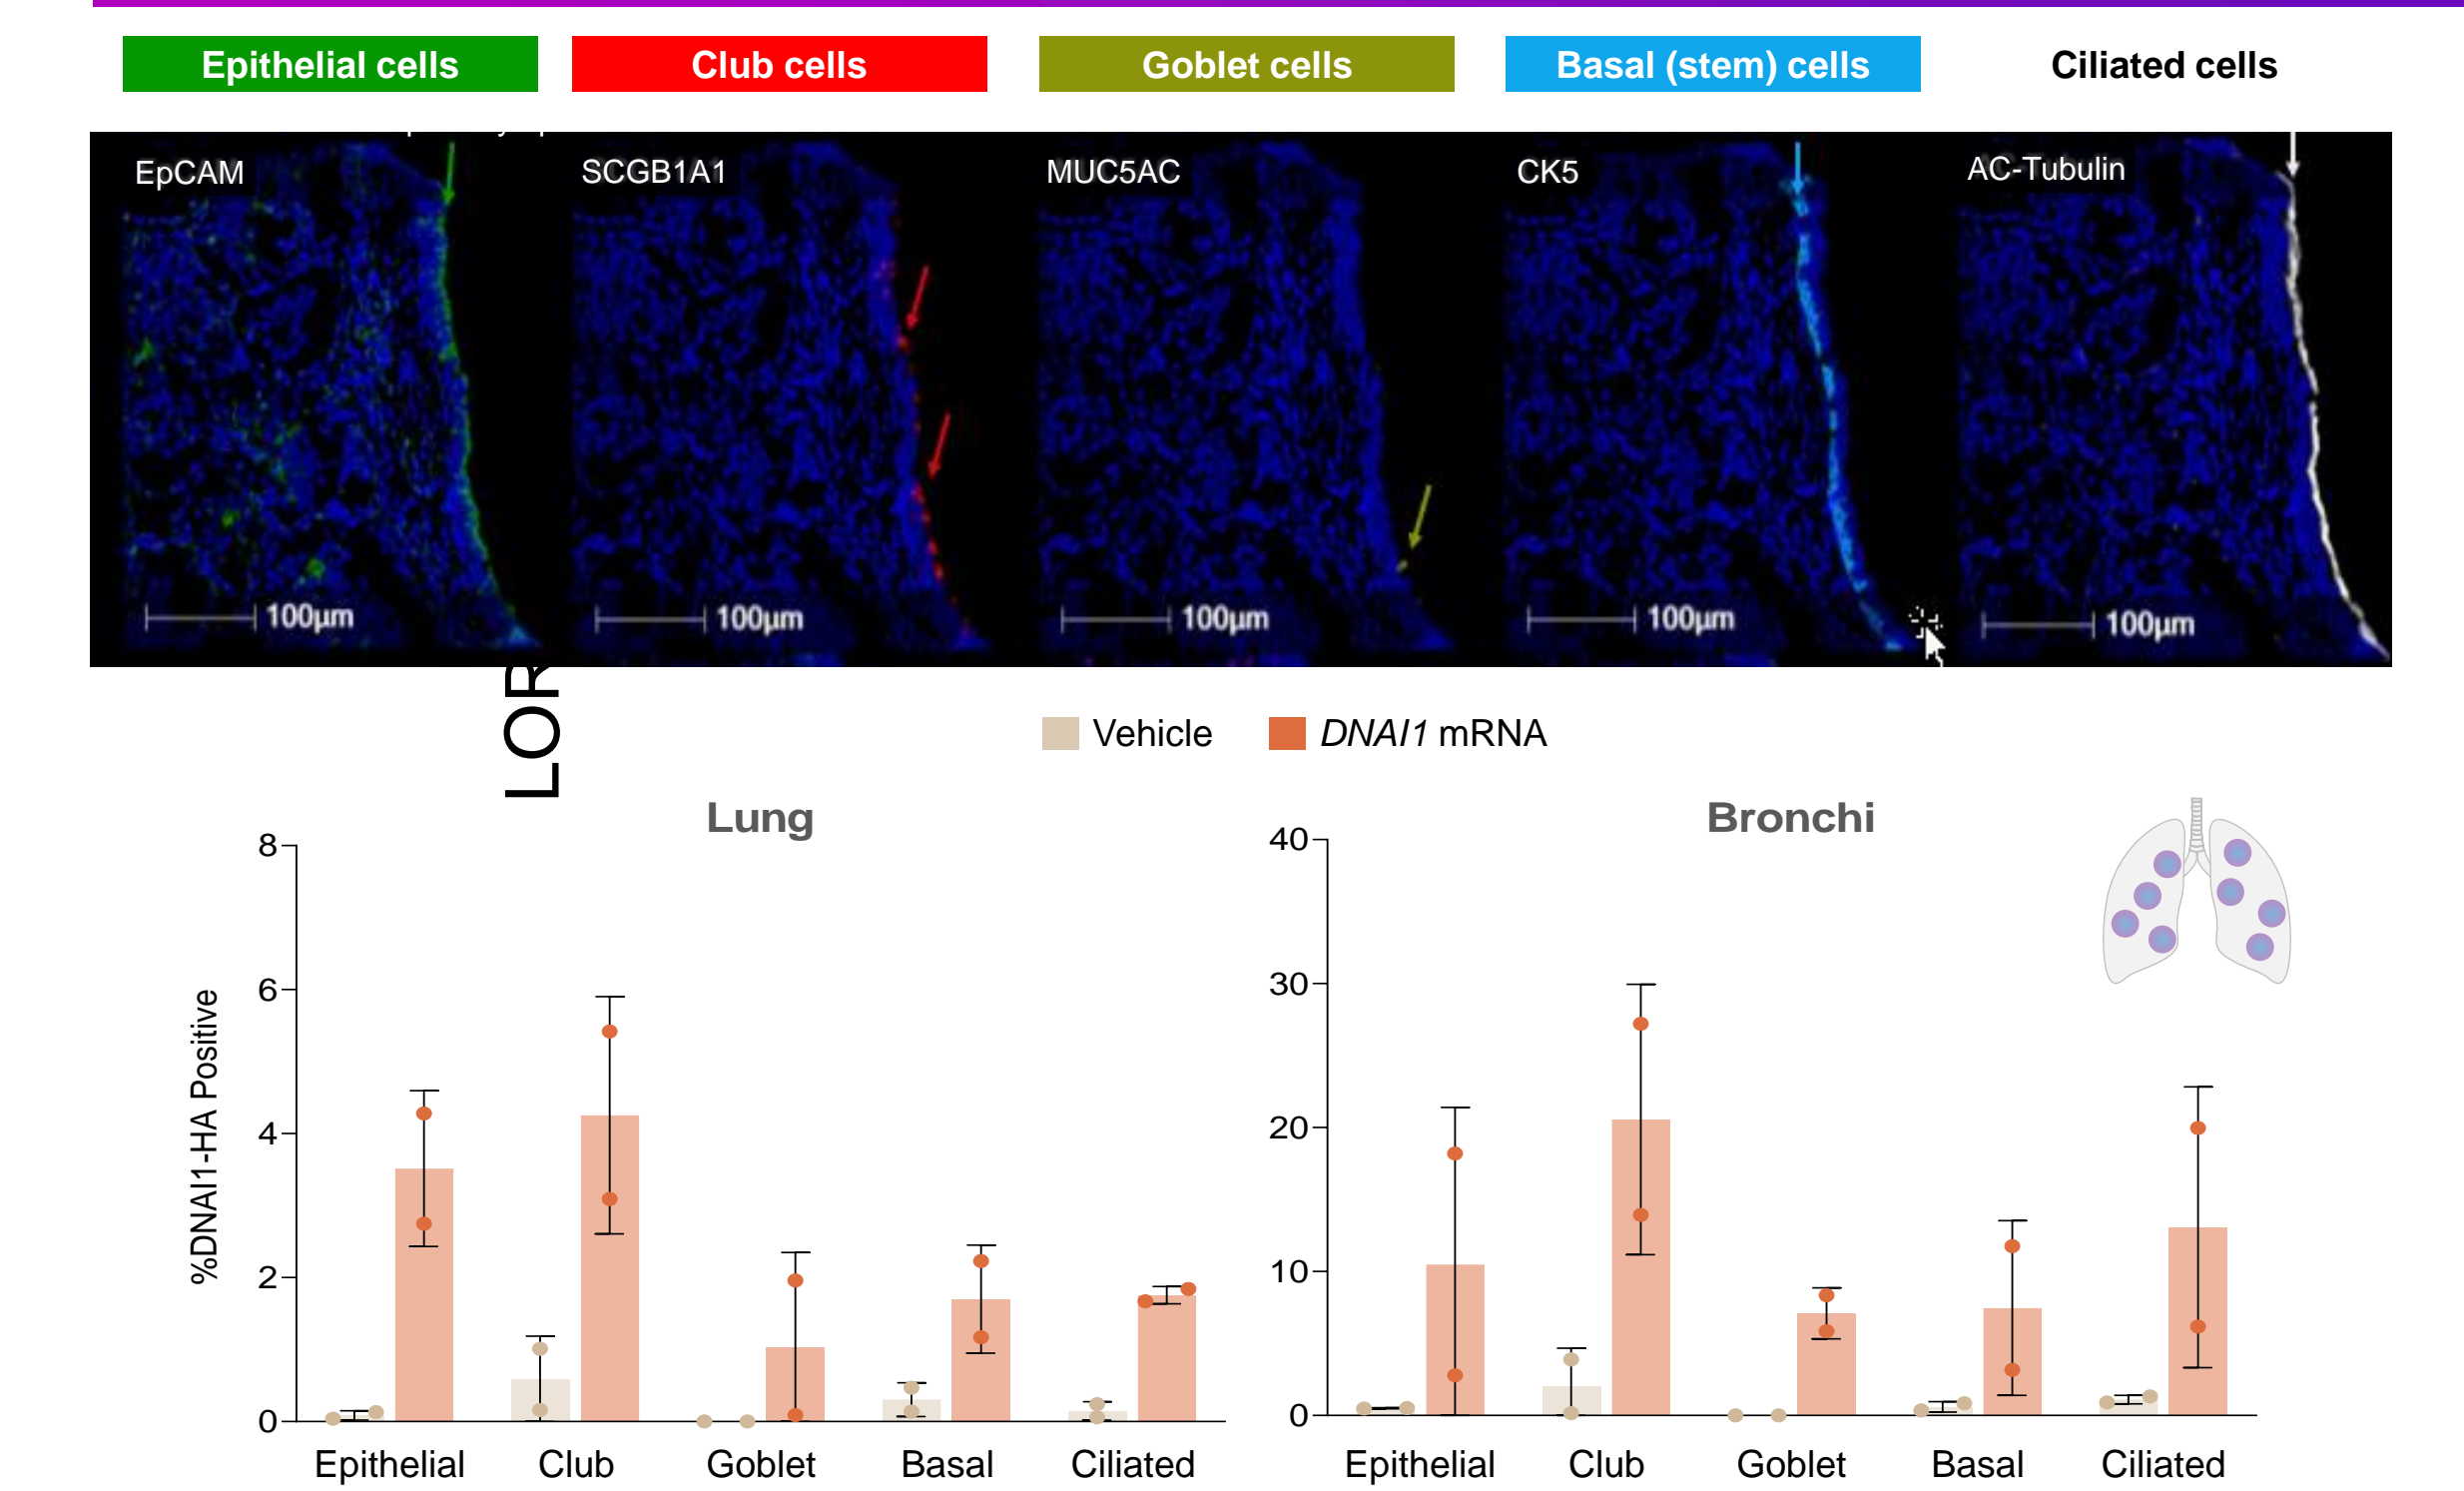 Epithelial cells
Club cells
Goblet cells
Basal (stem) cells
Ciliated cells
EpCAM
SCGB1A1
MUC5AC
CK5
AC-Tubulin
100µm
100µm
100µm
100µm
100µm
LOR
Vehicle
DNAI1 mRNA
Lung
%DNAI1-HA Positive
8
6
4
2
0
Epithelial
Club
Goblet
Basal
Ciliated
Bronchi
40
30
20
10
0
Epithelial
Club
Goblet
Basal
Ciliated